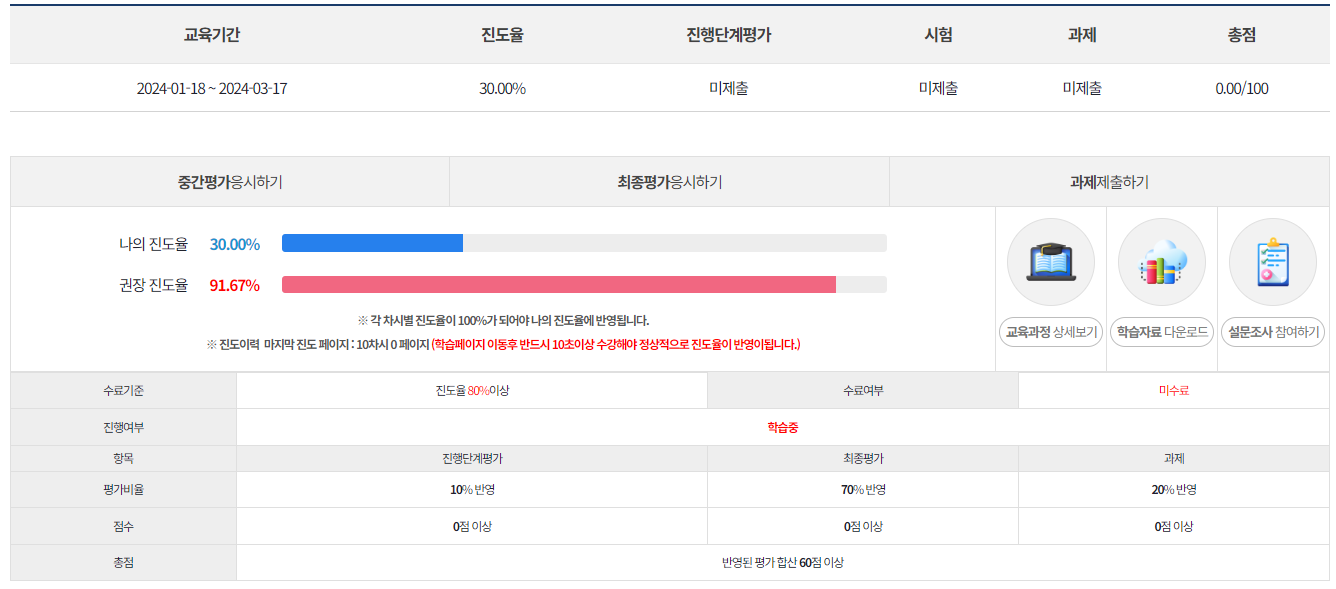 교육기간 진도율 진행단계평가 시험 과제 총점
2024-01-18 ~ 2024-03-17 30.00% 미제출 미제출 미제출 0.00/100
중간평가응시하기 최종평가응시하기 과제제출하기
나의 진도율 30.00%
권장 진도율 91.67%
※ 각 차시별 진도율이 100%가 되어야 나의 진도율에 반영됩니다.
※ 진도이력 마지막 진도 페이지 : 10차시 0 페이지 (학습페이지 이동후 반드시 10초이상 수강해야 정상적으로 진도율이 반영이됩니다.)
교육과정 상세보기 학습자료 다운로드 설문조사 참여하기
수료기준 진도율 80%이상 수료여부 미수료
진행여부 학습중
항목 진행단계평가 최종평가 과제
평가비율 10% 반영 70% 반영 20% 반영
점수 0점 이상 0점 이상 0점 이상
총점 반영된 평가 합산 60점 이상